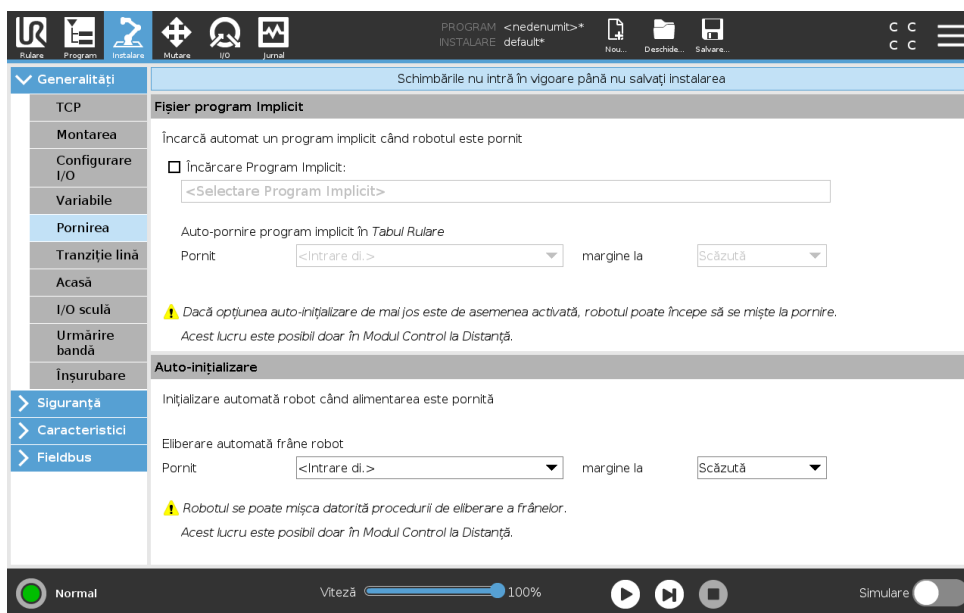 PROGRAM <nedenumit>*
INSTALARE default*
Rulare Program Instalare Mutare I/O Jurnal Nou... Deschide... Salvare...
C C
C C
Generalități
Schimbările nu intră în vigoare până nu salvați instalarea
TCP
Fișier program Implicit
Montarea
Încarcă automat un program implicit când robotul este pornit
Configurare
I/O
Încărcare Program Implicit:
<Selectare Program Implicit>
Variabile
Pornirea
Auto-pornire program implicit în Tabul Rulare
Tranziție lină
Pornit <Intrare di.> margine la Scăzută
Acasă
I/O sculă
Dacă opțiunea auto-inițializare de mai jos este de asemenea activată, robotul poate începe să se miște la pornire.
Acest lucru este posibil doar în Modul Control la Distanță.
Urmărire
bandă
Înșurubare
Auto-inițializare
Siguranță
Inițializare automată robot când alimentarea este pornită
Caracteristici
Eliberare automată frâne robot
Fieldbus
Pornit <Intrare di.> margine la Scăzută
Robotul se poate mișca datorită procedurii de eliberare a frânelor.
Acest lucru este posibil doar în Modul Control la Distanță.
Normal Viteză 100% Simulare